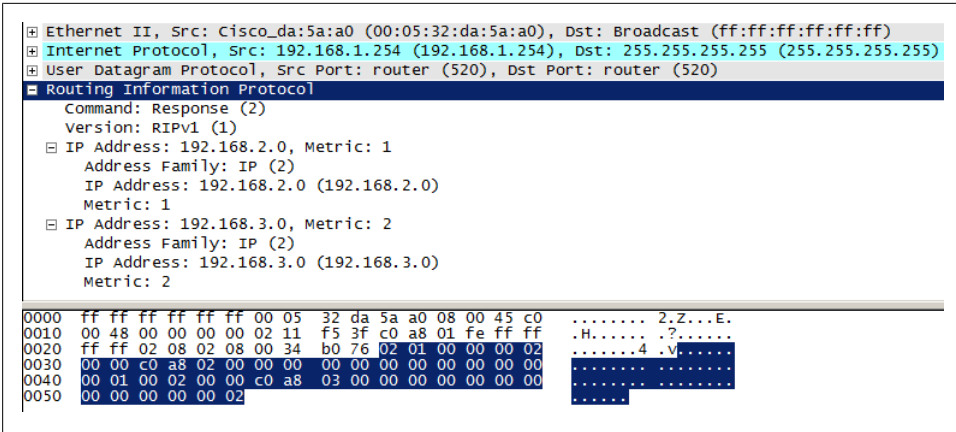 Ethernet II, Src: Cisco_da:5a:a0 (00:05:32:da:5a:a0), Dst: Broadcast (ff:ff:ff:ff:ff:ff)
Internet Protocol, Src: 192.168.1.254 (192.168.1.254), Dst: 255.255.255.255 (255.255.255.255)
User Datagram Protocol, Src Port: router (520), Dst Port: router (520)
Routing Information Protocol
Command: Response (2)
Version: RIPv1 (1)
IP Address: 192.168.2.0, Metric: 1
Address Family: IP (2)
IP Address: 192.168.2.0 (192.168.2.0)
Metric: 1
IP Address: 192.168.3.0, Metric: 2
Address Family: IP (2)
IP Address: 192.168.3.0 (192.168.3.0)
Metric: 2
0000 ff ff ff ff ff ff 00 05 32 da 5a a0 08 00 45 c0 ........ 2.Z...E.
0010 00 48 00 00 00 00 02 11 f5 3f c0 a8 01 fe ff ff .H...... .?......
0020 ff ff 02 08 02 08 00 34 b0 76 02 01 00 00 00 02 .......4 .v......
0030 00 00 c0 a8 02 00 00 00 00 00 00 00 00 00 00 00 ........ ........
0040 00 01 00 02 00 00 c0 a8 03 00 00 00 00 00 00 00 ........ ........
0050 00 00 00 00 00 02 ......